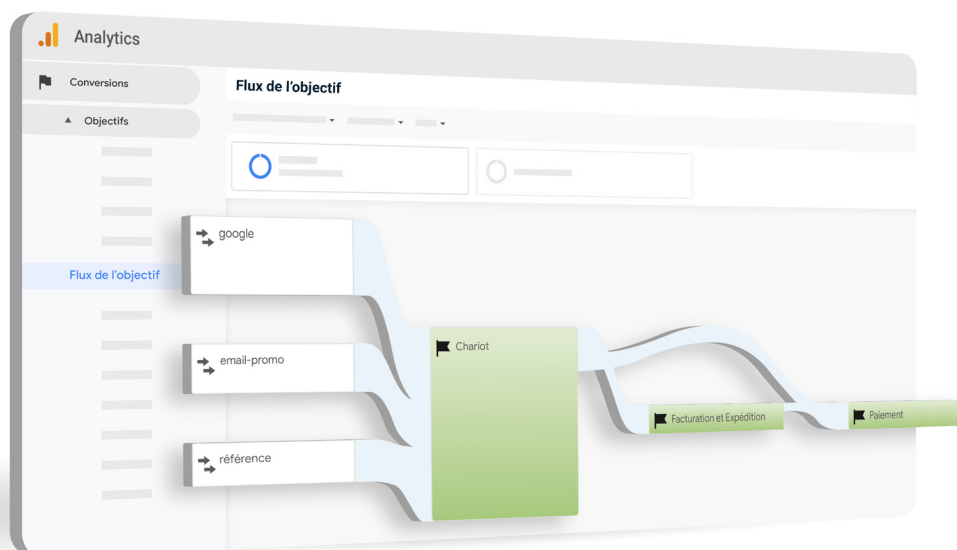 Analytics
Conversions
Objectifs
Flux de l'objectif
Flux de l'objectif
google
email-promo
référence
Chariot
Facturation et Expédition
Paiement